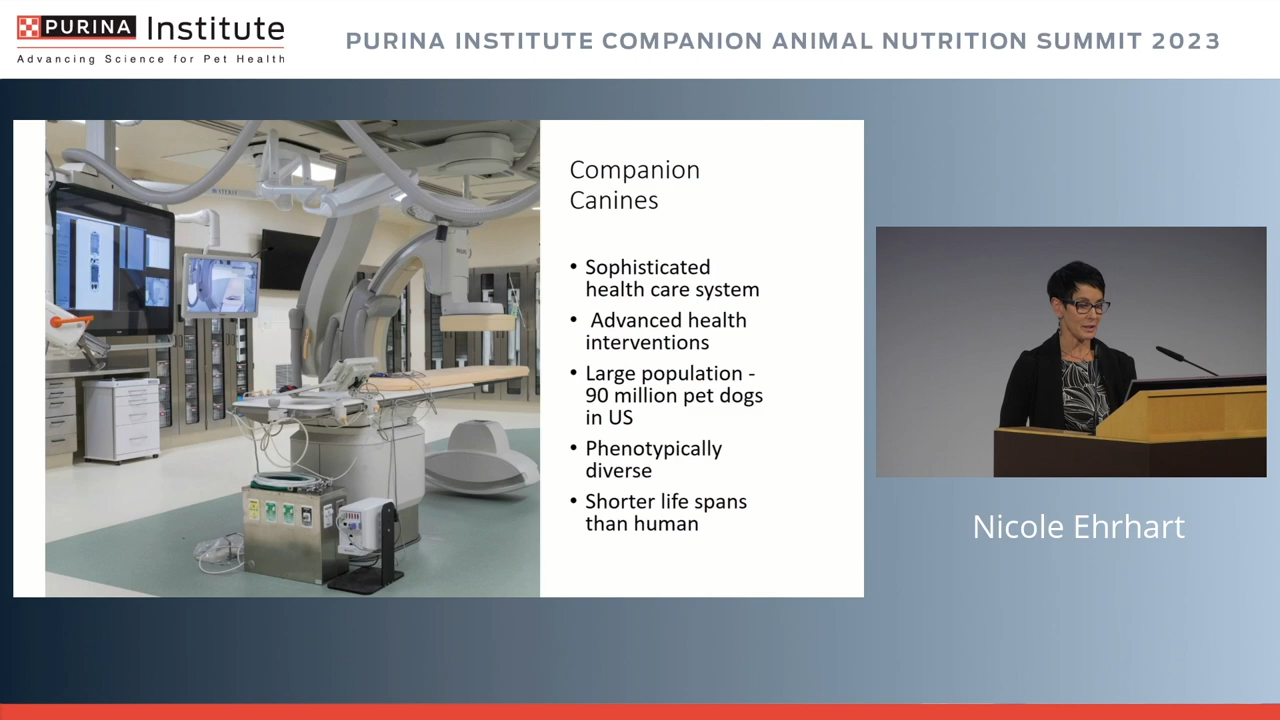 PURINA Institute
Advancing Science for Pet Health
PURINA INSTITUTE COMPANION ANIMAL NUTRITION SUMMIT 2023
Companion
Canines
• Sophisticated
health care system
• Advanced health
interventions
• Large population -
90 million pet dogs
in US
• Phenotypically
diverse
• Shorter life spans
than human
Nicole Ehrhart